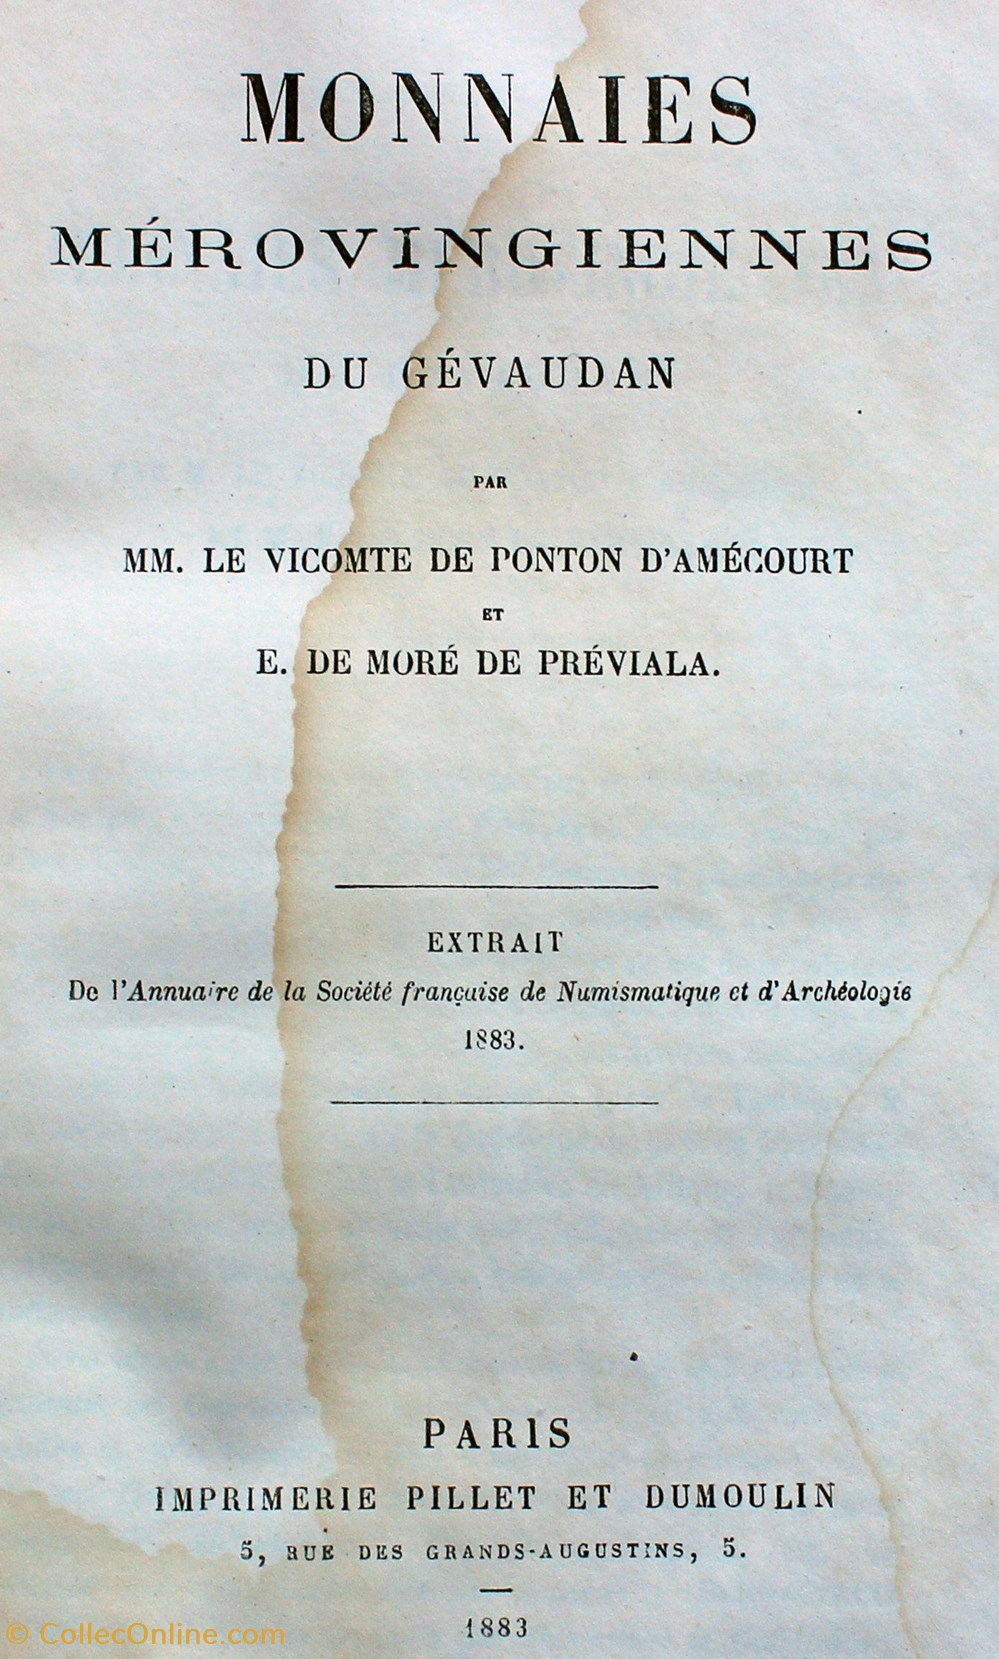 MONNAIES
MÉROVINGIENNES
DU GÉVAUDAN
PAR
MM. LE VICOMTE DE PONTON D'AMÉCOURT
ET
E. DE MORÉ DE PRÉVIALA.
EXTRAIT
De l'Annuaire de la Société française de Numismatique et d'Archéologie
1883.
PARIS
IMPRIMERIE PILLET ET DUMOULIN
5, RUE DES GRANDS-AUGUSTINS, 5.
1883
© CollecOnline.com